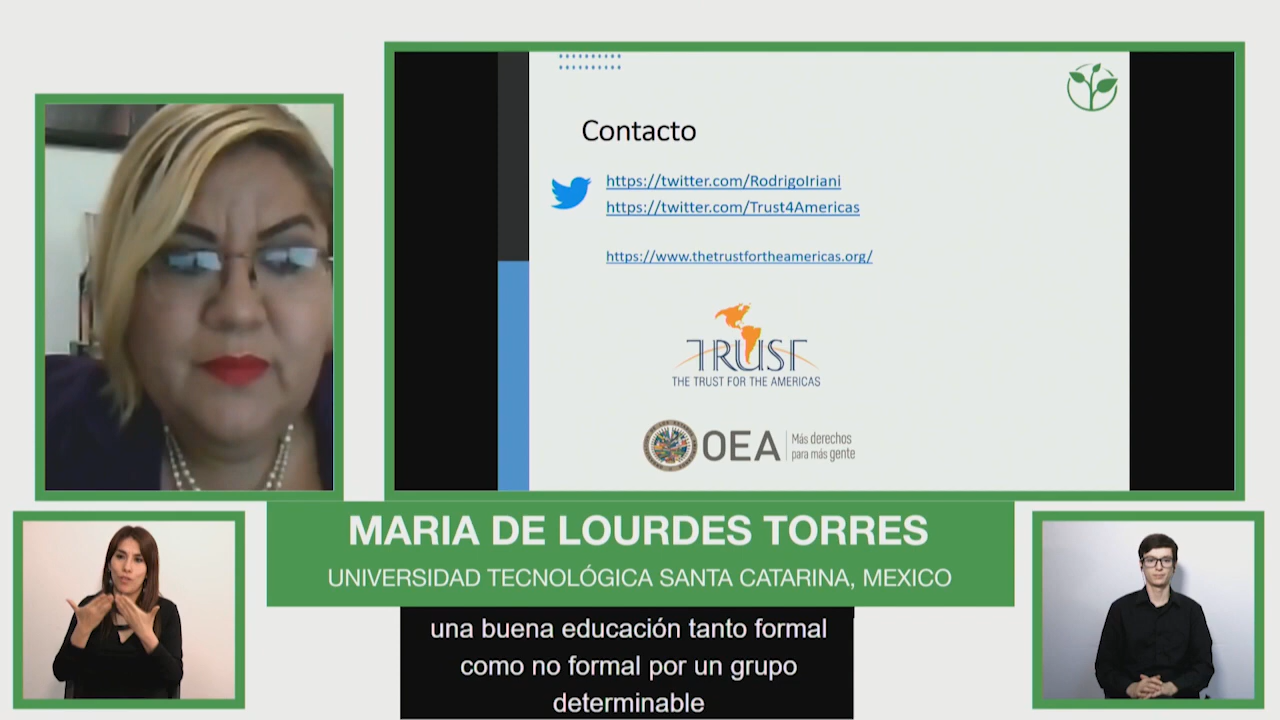 Contacto
https://twitter.com/RodrigoIriani
https://twitter.com/Trust4Americas
https://www.thetrustfortheamericas.org/
TRUST
THE TRUST FOR THE AMERICAS
OEA
Más derechos
para más gente
MARIA DE LOURDES TORRES
UNIVERSIDAD TECNOLÓGICA SANTA CATARINA, MEXICO
una buena educación tanto formal
como no formal por un grupo
determinable